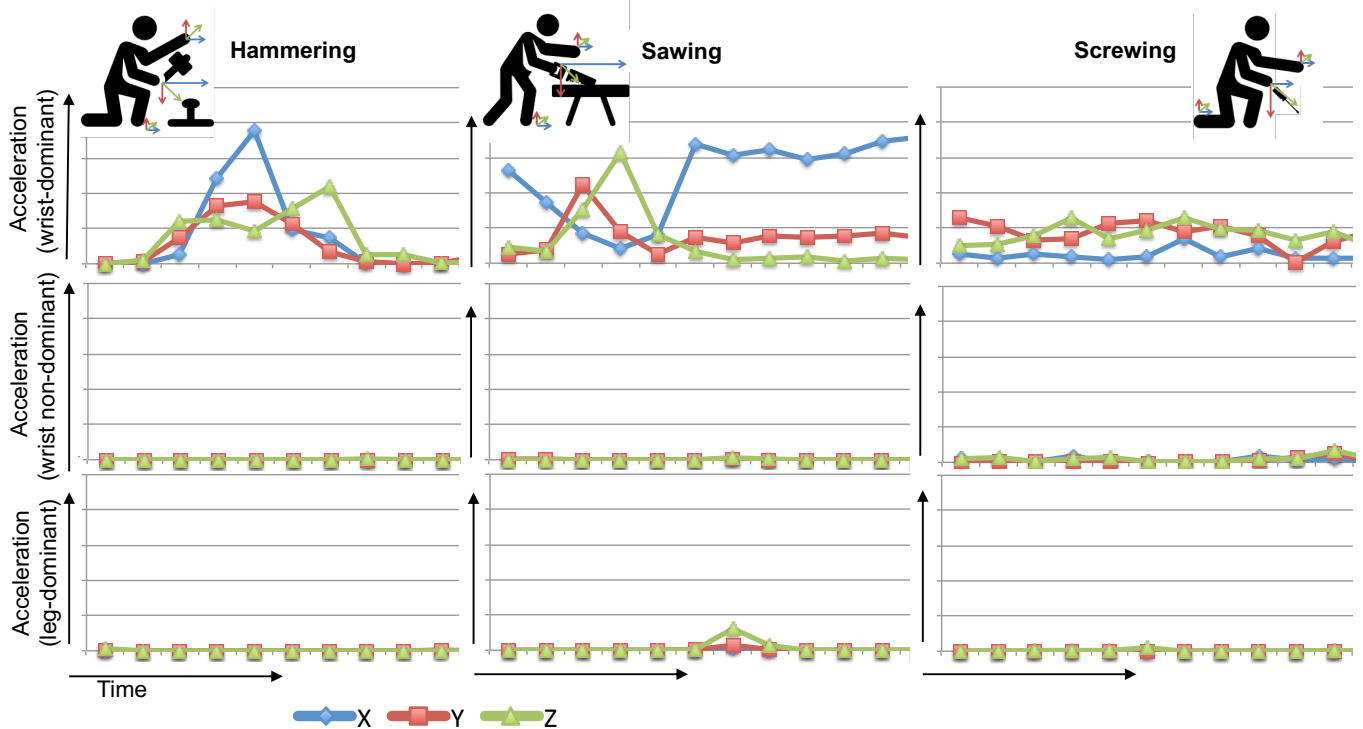 Hammering
Sawing
Screwing
Acceleration
(wrist-dominant)
Acceleration
(wrist non-dominant)
Acceleration
(leg-dominant)
Time
X
Y
Z